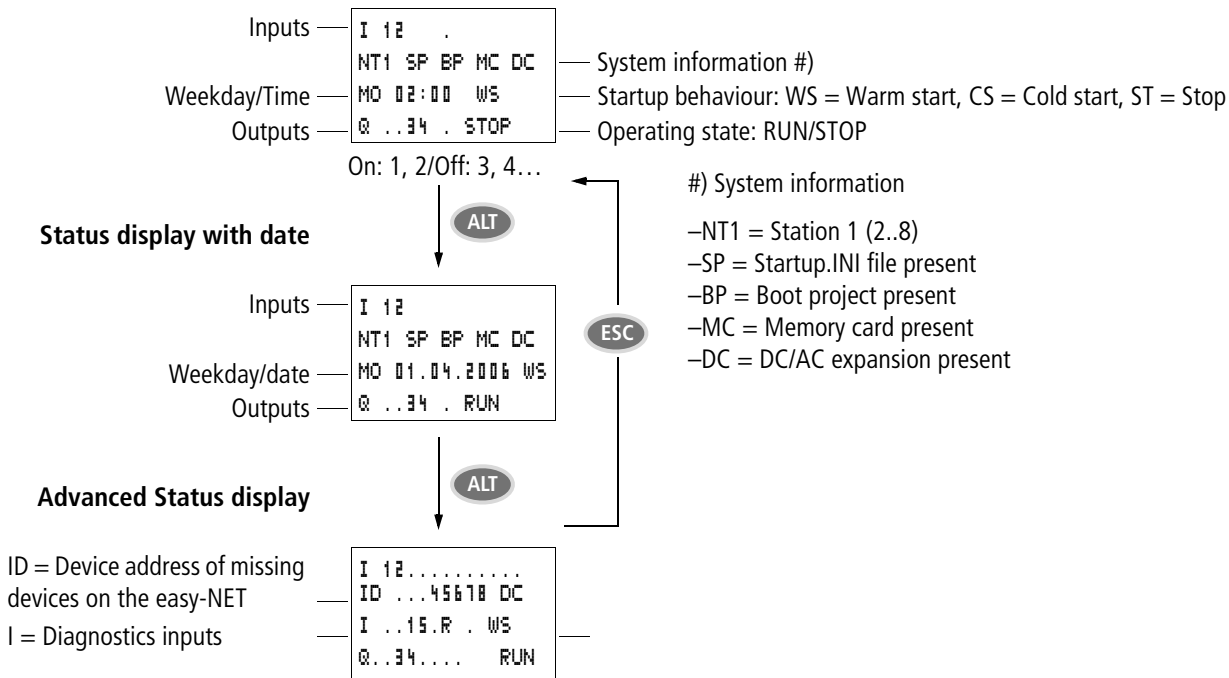 Inputs
I 12 .
NT1 SP BP MC DC
System information #)
Weekday/Time
MO 02:00 WS
Startup behaviour: WS = Warm start, CS = Cold start, ST = Stop
Outputs
Q ..34 . STOP
Operating state: RUN/STOP
On: 1, 2/Off: 3, 4…
ALT
Status display with date
Inputs
I 12
NT1 SP BP MC DC
Weekday/date
MO 01.04.2006 WS
Outputs
Q ..34 . RUN
ESC
#) System information
–NT1 = Station 1 (2..8)
–SP = Startup.INI file present
–BP = Boot project present
–MC = Memory card present
–DC = DC/AC expansion present
ALT
Advanced Status display
ID = Device address of missing
devices on the easy-NET
I = Diagnostics inputs
I 12..........
ID ...45678 DC
I ..15.R . WS
Q..34.... RUN